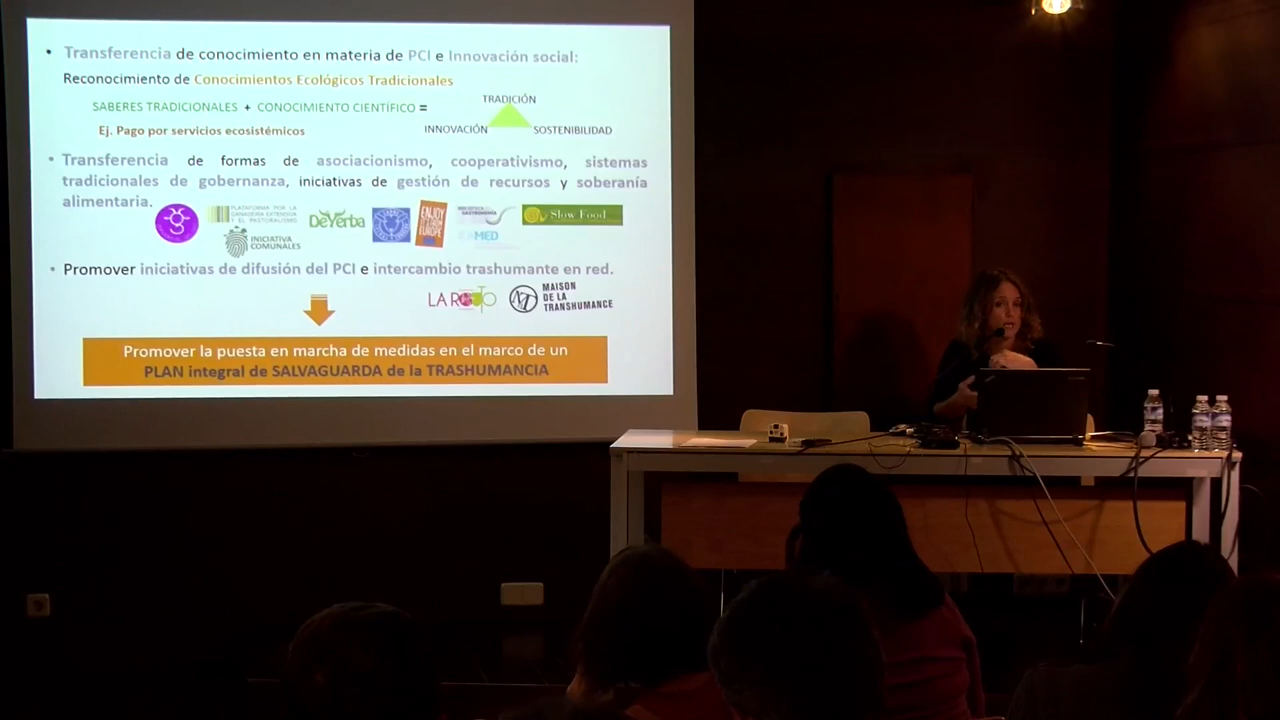 • Transferencia de conocimiento en materia de PCI e Innovación social:
Reconocimiento de Conocimientos Ecológicos Tradicionales
SABERES TRADICIONALES + CONOCIMIENTO CIENTÍFICO =
TRADICIÓN
Ej. Pago por servicios ecosistémicos
INNOVACIÓN
SOSTENIBILIDAD
• Transferencia de formas de asociacionismo, cooperativismo, sistemas
tradicionales de gobernanza, iniciativas de gestión de recursos y soberanía
alimentaria.
PLATAFORMA POR LA
GANADERÍA EXTENSIVA
Y EL PASTORALISMO
DeYerba
ENJOY
EUROPE
GASTRONOMÍA
Slow Food
INICIATIVA
COMUNALES
MED
• Promover iniciativas de difusión del PCI e intercambio trashumante en red.
MAISON
DE LA
TRANSHUMANCE
Promover la puesta en marcha de medidas en el marco de un
PLAN integral de SALVAGUARDA de la TRASHUMANCIA